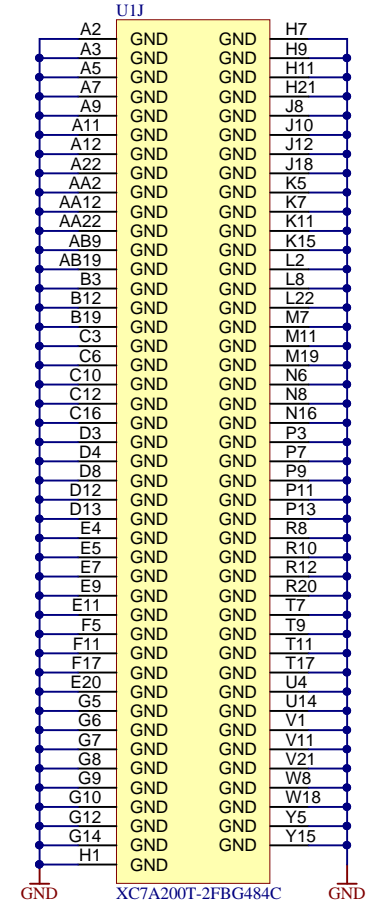 U1J
A2 GND GND H7
A3 GND GND H9
A5 GND GND H11
A7 GND GND H21
A9 GND GND J8
A11 GND GND J10
A12 GND GND J12
A22 GND GND J18
AA2 GND GND K5
AA12 GND GND K7
AA22 GND GND K11
AB9 GND GND K15
AB19 GND GND L2
B3 GND GND L8
B12 GND GND L22
B19 GND GND M7
C3 GND GND M11
C6 GND GND M19
C10 GND GND N6
C12 GND GND N8
C16 GND GND N16
D3 GND GND P3
D4 GND GND P7
D8 GND GND P9
D12 GND GND P11
D13 GND GND P13
E4 GND GND R8
E5 GND GND R10
E7 GND GND R12
E9 GND GND R20
E11 GND GND T7
F5 GND GND T9
F11 GND GND T11
F17 GND GND T17
E20 GND GND U4
G5 GND GND U14
G6 GND GND V1
G7 GND GND V11
G8 GND GND V21
G9 GND GND W8
G10 GND GND W18
G12 GND GND Y5
G14 GND GND Y15
H1 GND
GND XC7A200T-2FBG484C GND